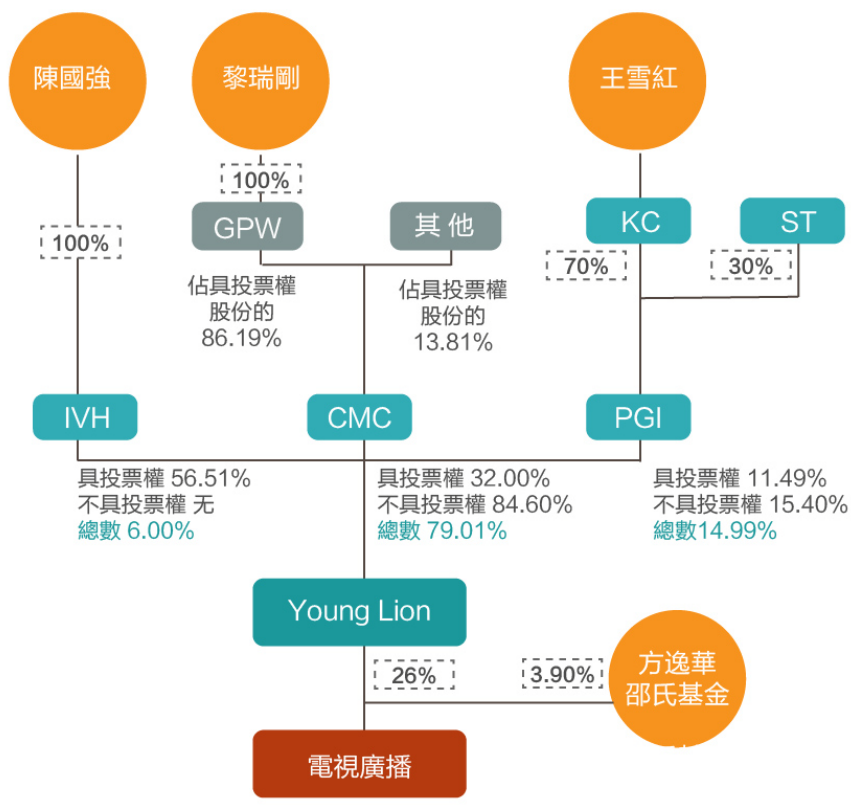 陳國強
黎瑞剛
王雪紅
100%
GPW
其他
KC
ST
100%
70%
30%
佔具投票權
股份的
86.19%
佔具投票權
股份的
13.81%
IVH
CMC
PGI
具投票權 56.51%
不具投票權 无
總數 6.00%
具投票權 32.00%
不具投票權 84.60%
總數 79.01%
具投票權 11.49%
不具投票權 15.40%
總數14.99%
Young Lion
26%
3.90%
方逸華
邵氏基金
電視廣播